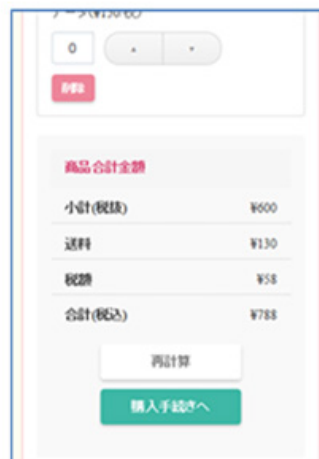 0
削除
商品合計金額
小計(税抜) ¥600
送料 ¥130
税額 ¥58
合計(税込) ¥788
再計算
購入手続きへ